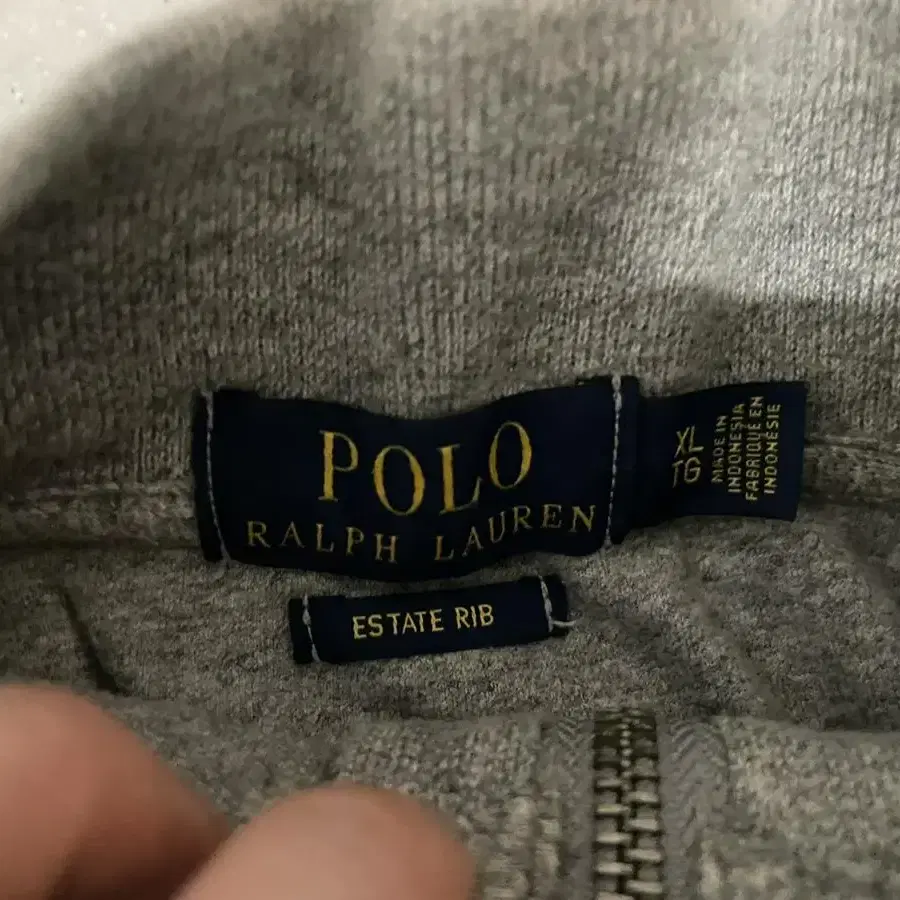 POLO
RALPH LAUREN
XL
TG
MADE IN
INDONESIA
FABRIQUÉ EN
INDONÉSIE
ESTATE RIB